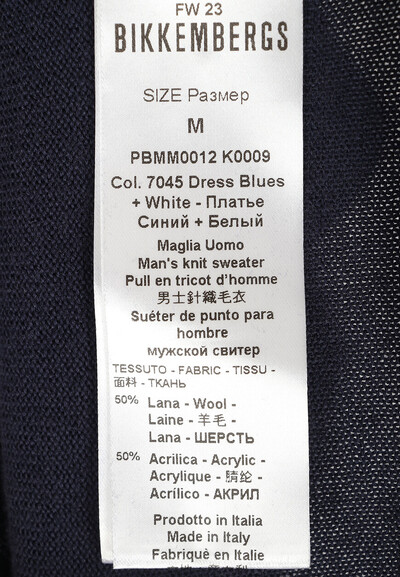 FW 23
BIKKEMBERGS
SIZE Размер
M
PBMM0012 K0009
Col. 7045 Dress Blues
+ White - Платье
Синий + Белый
Maglia Uomo
Man's knit sweater
Pull en tricot d'homme
男士針織毛衣
Suéter de punto para
hombre
мужской свитер
TESSUTO - FABRIC - TISSU -
面料 - ТКАНЬ
50% Lana - Wool -
Laine - 羊毛 -
Lana - ШЕРСТЬ
50% Acrilica - Acrylic -
Acrylique - 腈纶 -
Acrílico - АКРИЛ
Prodotto in Italia
Made in Italy
Fabriqué en Italie